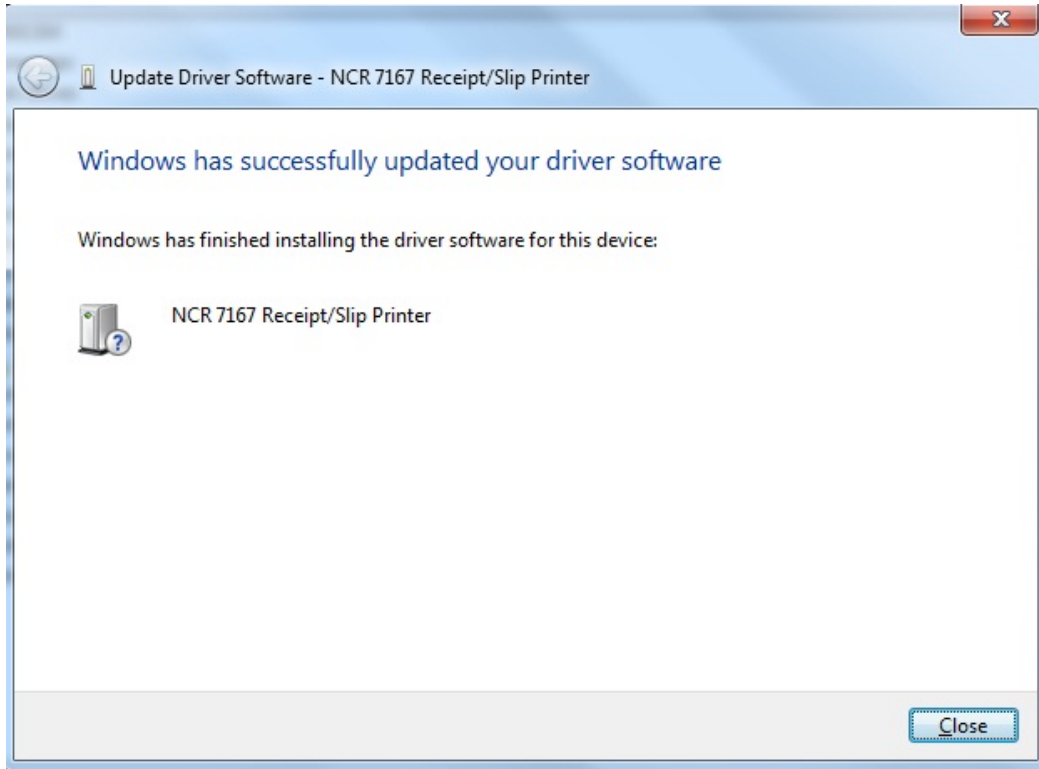 Update Driver Software - NCR 7167 Receipt/Slip Printer
Windows has successfully updated your driver software
Windows has finished installing the driver software for this device:
NCR 7167 Receipt/Slip Printer
Close